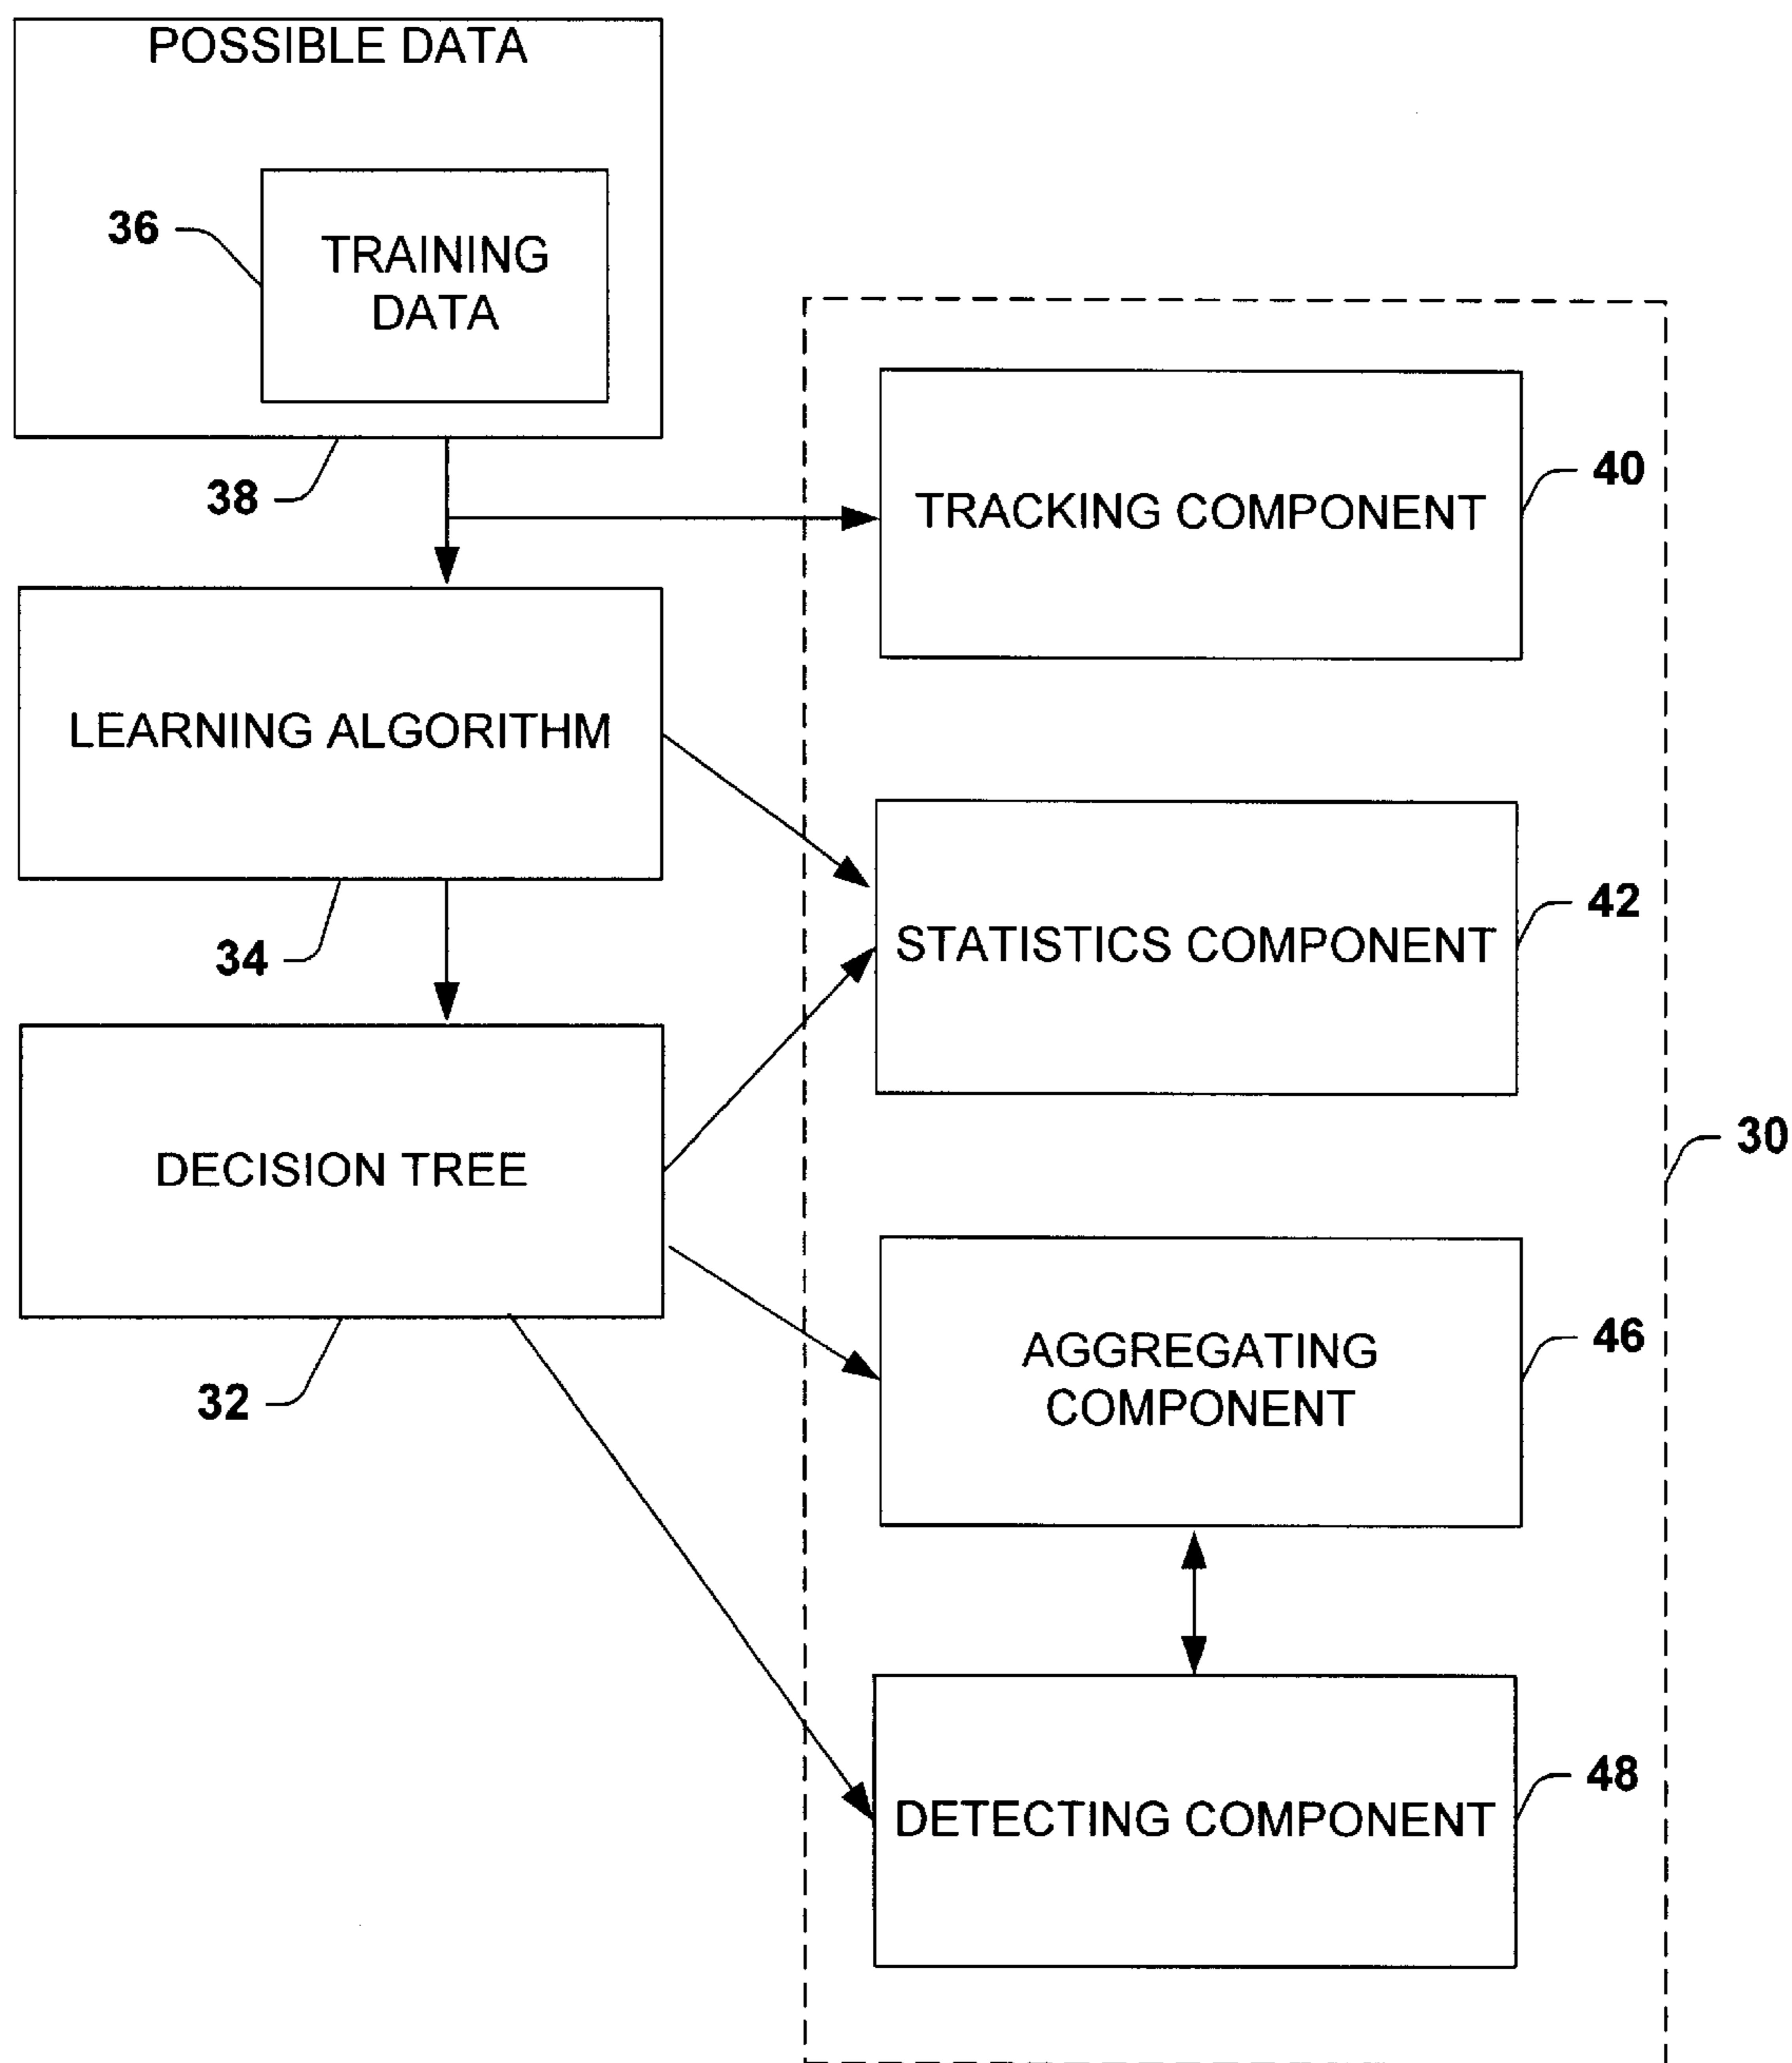 POSSIBLE DATA
36
TRAINING
DATA
38
40
TRACKING COMPONENT
LEARNING ALGORITHM
34
42
STATISTICS COMPONENT
30
DECISION TREE
32
46
AGGREGATING
COMPONENT
48
DETECTING COMPONENT